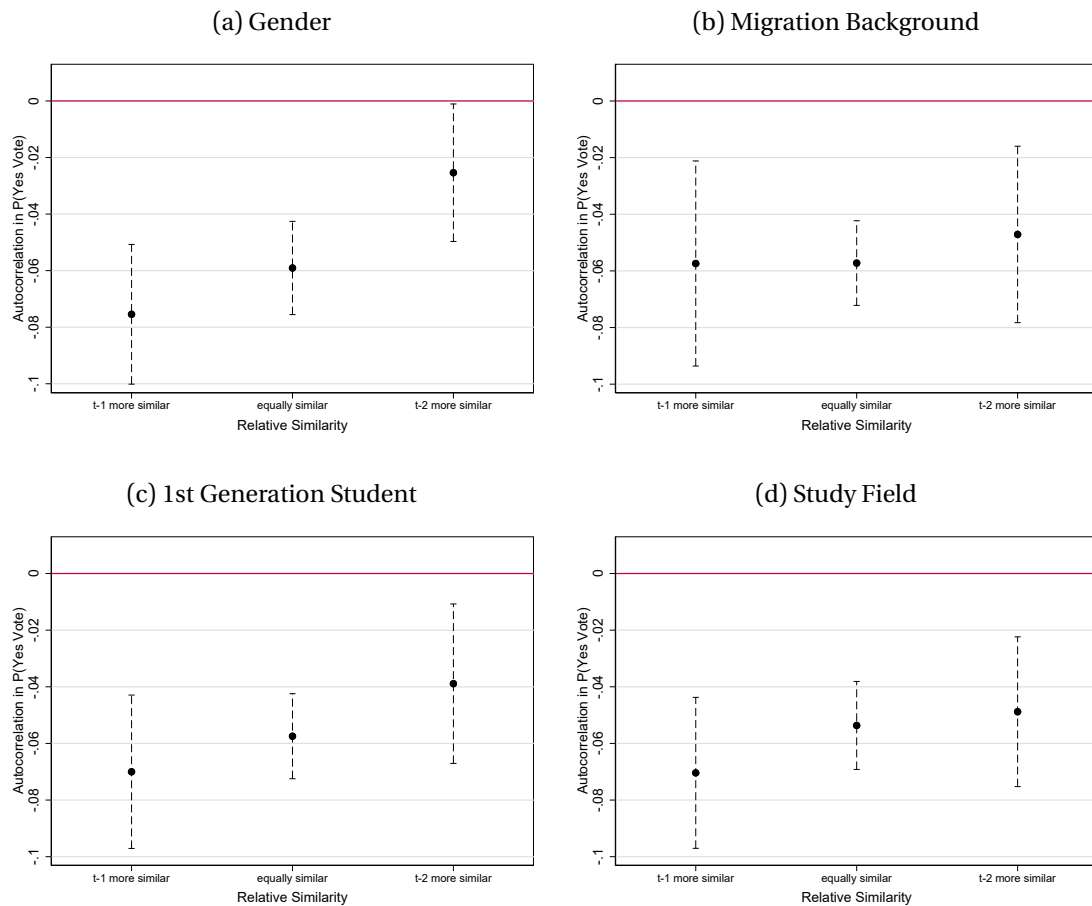 (a) Gender
Autocorrelation in P(Yes Vote)
0
-.02
-.04
-.06
-.08
-.1
t-1 more similar equally similar t-2 more similar
Relative Similarity
(b) Migration Background
Autocorrelation in P(Yes Vote)
0
-.02
-.04
-.06
-.08
-.1
t-1 more similar equally similar t-2 more similar
Relative Similarity
(c) 1st Generation Student
Autocorrelation in P(Yes Vote)
0
-.02
-.04
-.06
-.08
-.1
t-1 more similar equally similar t-2 more similar
Relative Similarity
(d) Study Field
Autocorrelation in P(Yes Vote)
0
-.02
-.04
-.06
-.08
-.1
t-1 more similar equally similar t-2 more similar
Relative Similarity